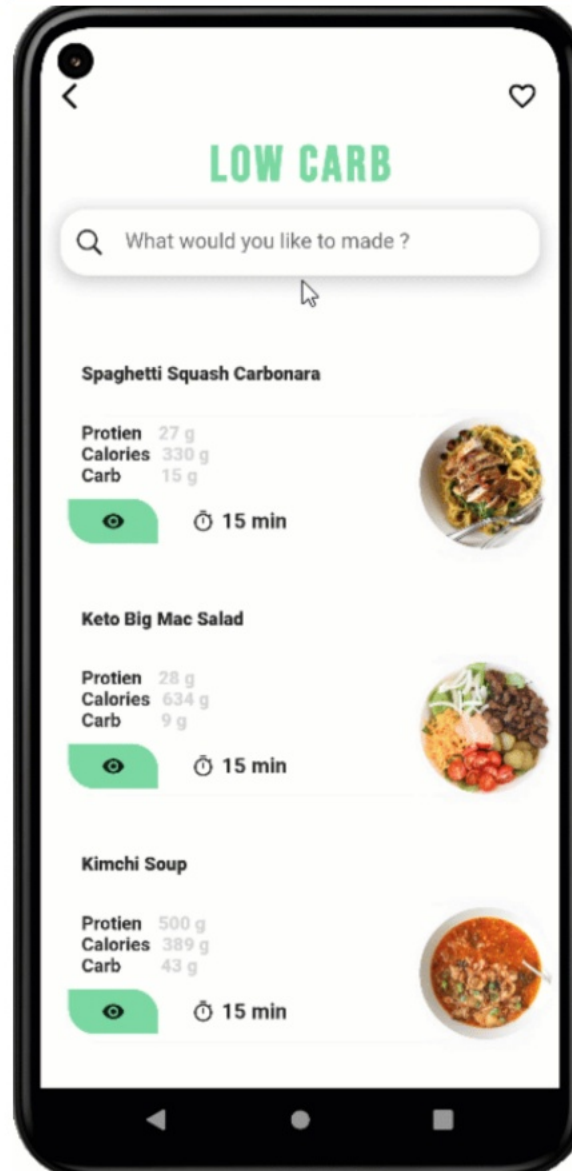 LOW CARB
What would you like to made ?
Spaghetti Squash Carbonara
Protien 27 g
Calories 330 g
Carb 15 g
15 min
Keto Big Mac Salad
Protien 28 g
Calories 634 g
Carb 9 g
15 min
Kimchi Soup
Protien 500 g
Calories 389 g
Carb 43 g
15 min